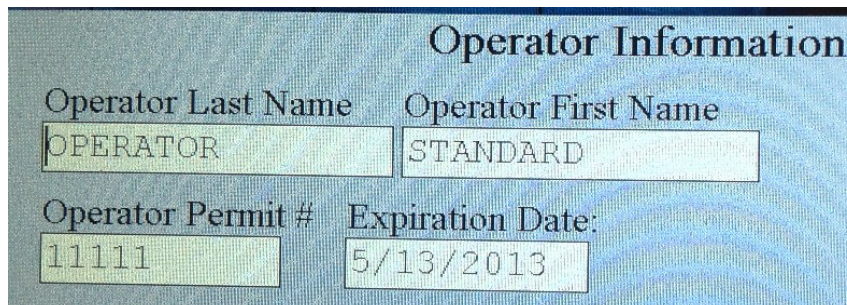 Operator Information
Operator Last Name Operator First Name
OPERATOR STANDARD
Operator Permit # Expiration Date:
11111 5/13/2013